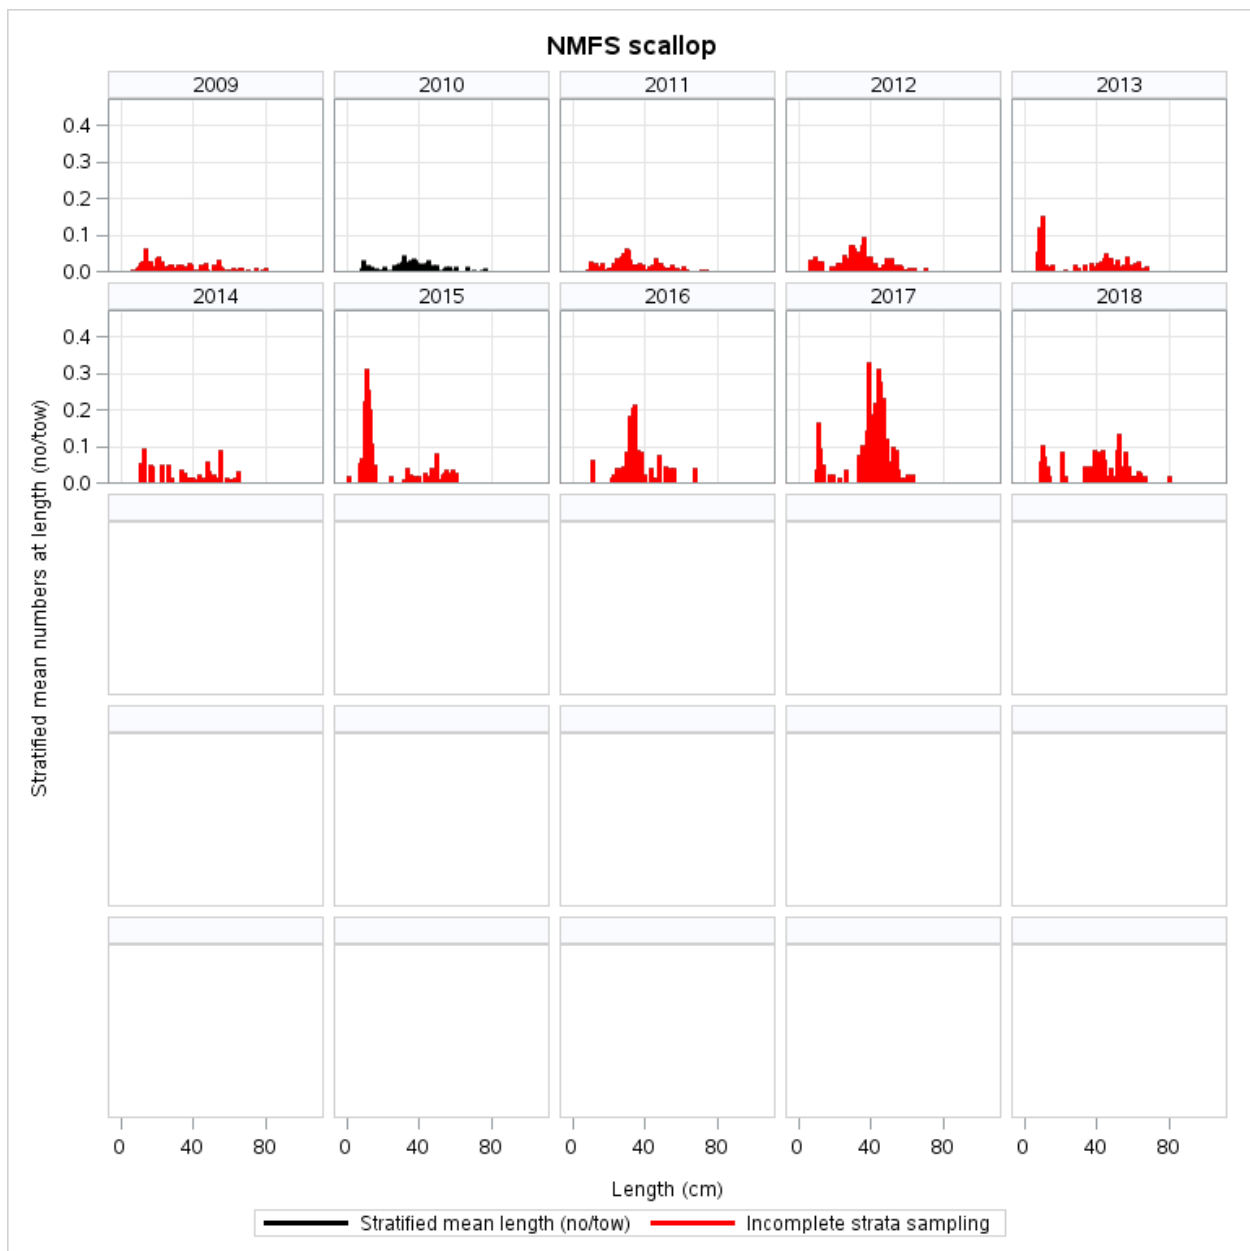 NMFS scallop
2009 2010 2011 2012 2013
0.4
0.3
0.2
0.1
0.0
2014 2015 2016 2017 2018
0.4
0.3
0.2
0.1
0.0
Stratified mean numbers at length (no/tow)
0 40 80 0 40 80 0 40 80 0 40 80 0 40 80
Length (cm)
Stratified mean length (no/tow) Incomplete strata sampling